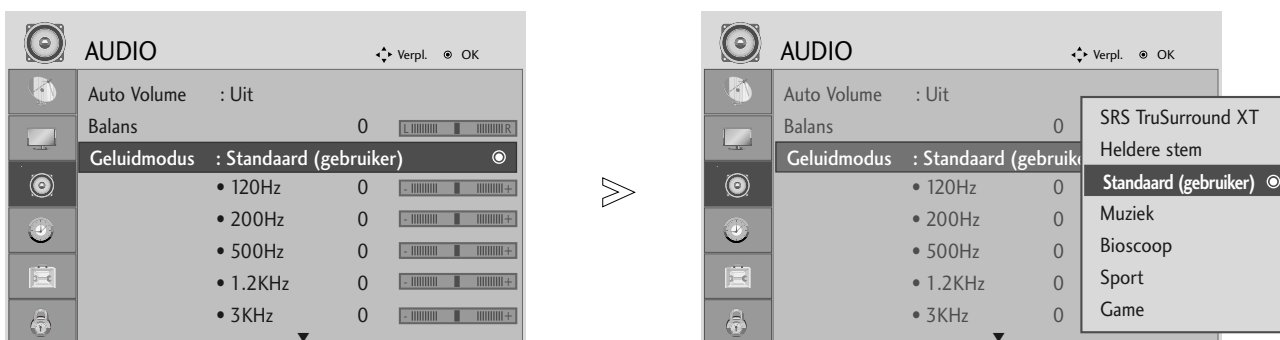 AUDIO
Verpl. OK
Auto Volume : Uit
Balans 0 L R
Geluidmodus : Standaard (gebruiker)
• 120Hz 0 - +
• 200Hz 0 - +
• 500Hz 0 - +
• 1.2KHz 0 - +
• 3KHz 0 - +
AUDIO
Verpl. OK
Auto Volume : Uit
Balans 0
Geluidmodus : Standaard (gebruike
• 120Hz 0
• 200Hz 0
• 500Hz 0
• 1.2KHz 0
• 3KHz 0
SRS TruSurround XT
Heldere stem
Standaard (gebruiker)
Muziek
Bioscoop
Sport
Game